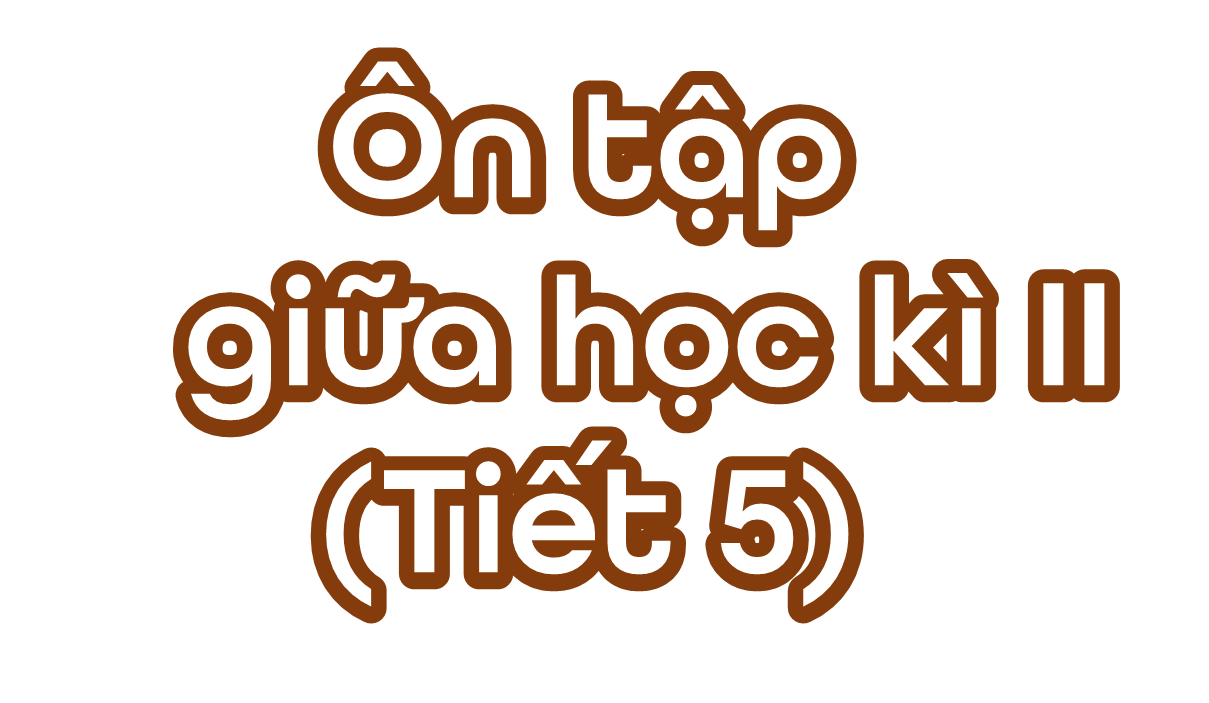 Ôn tập
giữa học kì II
(Tiết 5)